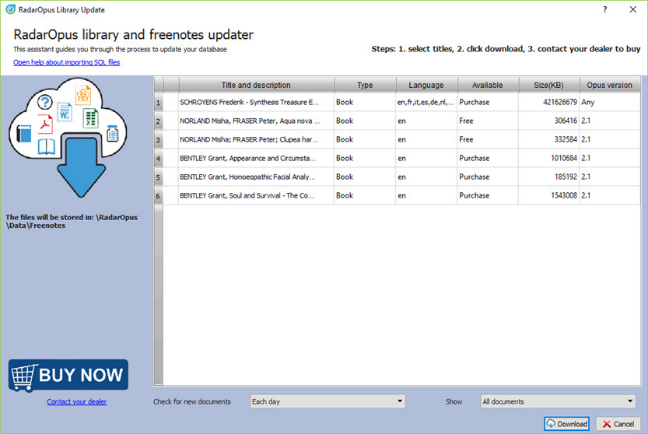 RadarOpus Library Update
RadarOpus library and freenotes updater
This assistant guides you through the process to update your database
Steps: 1. select titles, 2. click download, 3. contact your dealer to buy
Open help about importing SQL files
Title and description Type Language Available Size(KB) Opus version
1 SCHROYENS Frederik - Synthesis Treasure E... Book en,fr,it,es,de,nl,... Purchase 421626679 Any
2 NORLAND Misha, FRASER Peter, Aqua nova ... Book en Free 306416 2.1
3 NORLAND Misha, FRASER Peter; Clupea har... Book en Free 332584 2.1
4 BENTLEY Grant, Appearance and Circumsta... Book en Purchase 1010684 2.1
5 BENTLEY Grant, Homoeopathic Facial Analy... Book en Purchase 185192 2.1
6 BENTLEY Grant, Soul and Survival - The Co... Book en Purchase 1543008 2.1
The files will be stored in: \RadarOpus
\Data\Freenotes
BUY NOW
Contact your dealer
Check for new documents Each day Show All documents
Download Cancel